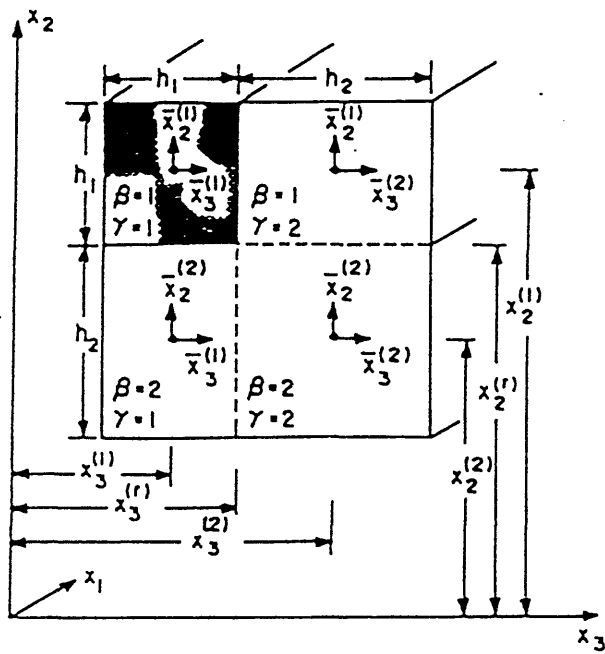 x₂
h₁ h₂
x̄₂⁽¹⁾ x̄₂⁽¹⁾
h₁ x̄₃⁽¹⁾ x̄₃⁽²⁾
β=1 β=1
γ=1 γ=2
x̄₂⁽²⁾ x̄₂⁽²⁾
x₂⁽¹⁾
h₂ x̄₃⁽¹⁾ x̄₃⁽²⁾
β=2 β=2
x₂⁽ᴵ⁾
γ=1 γ=2
x₃⁽¹⁾ x₂⁽²⁾
x₃⁽ᴵ⁾
x₃⁽²⁾
x₁
x₃